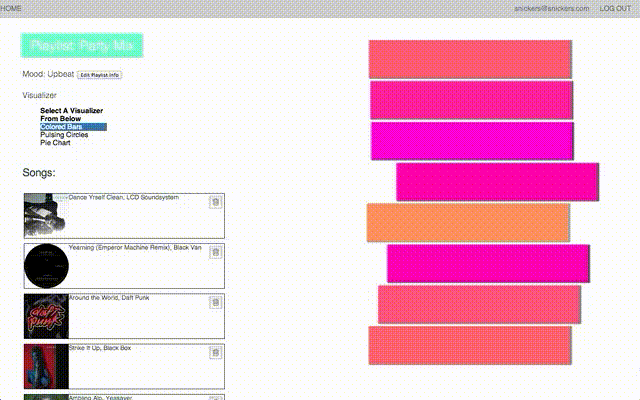 HOME
snickers@snickers.com LOG OUT
Playlist: Party Mix
Mood: Upbeat Edit Playlist Info
Visualizer
Select A Visualizer
From Below
Colored Bars
Pulsing Circles
Pie Chart
Songs:
Dance Yrself Clean, LCD Soundsystem
Yearning (Emperor Machine Remix), Black Van
Around the World, Daft Punk
daft punk
Strike It Up, Black Box
Ambling Alp, Yeasayer